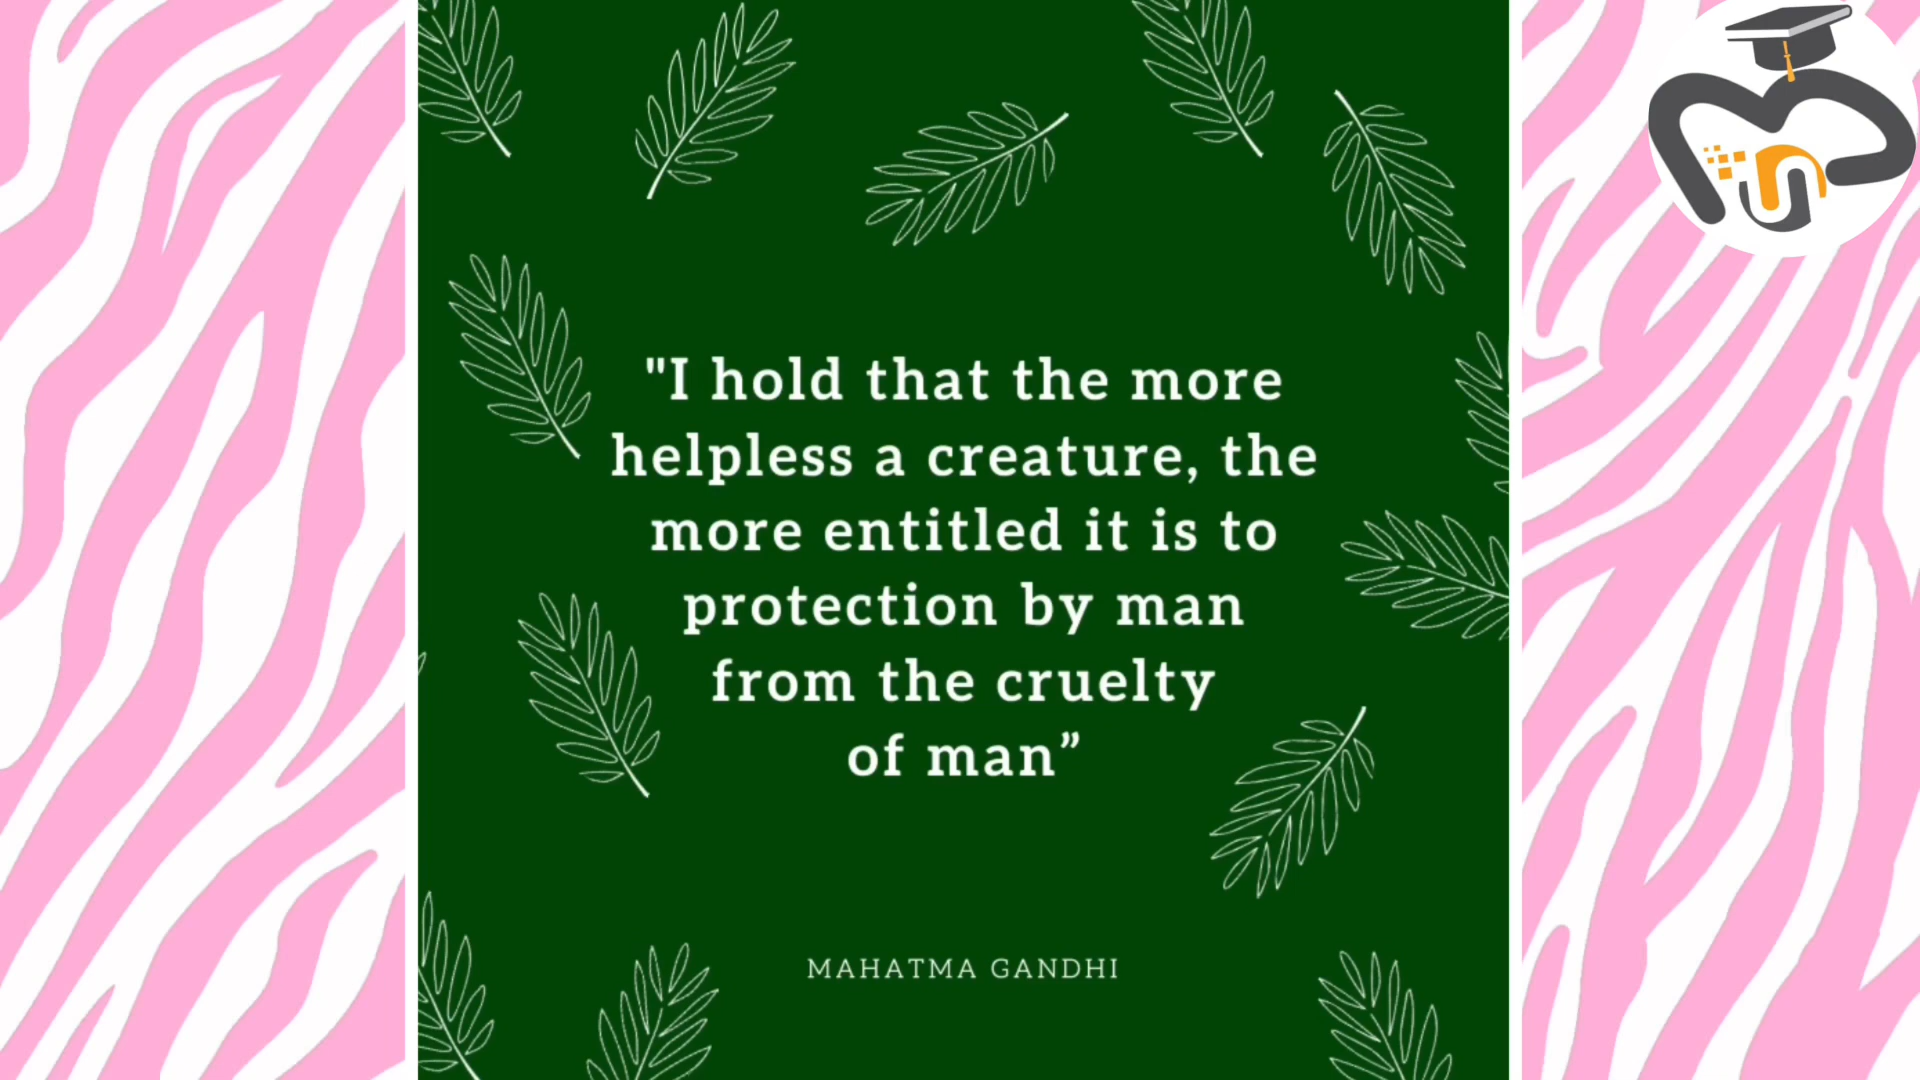 "I hold that the more
helpless a creature, the
more entitled it is to
protection by man
from the cruelty
of man”
MAHATMA GANDHI